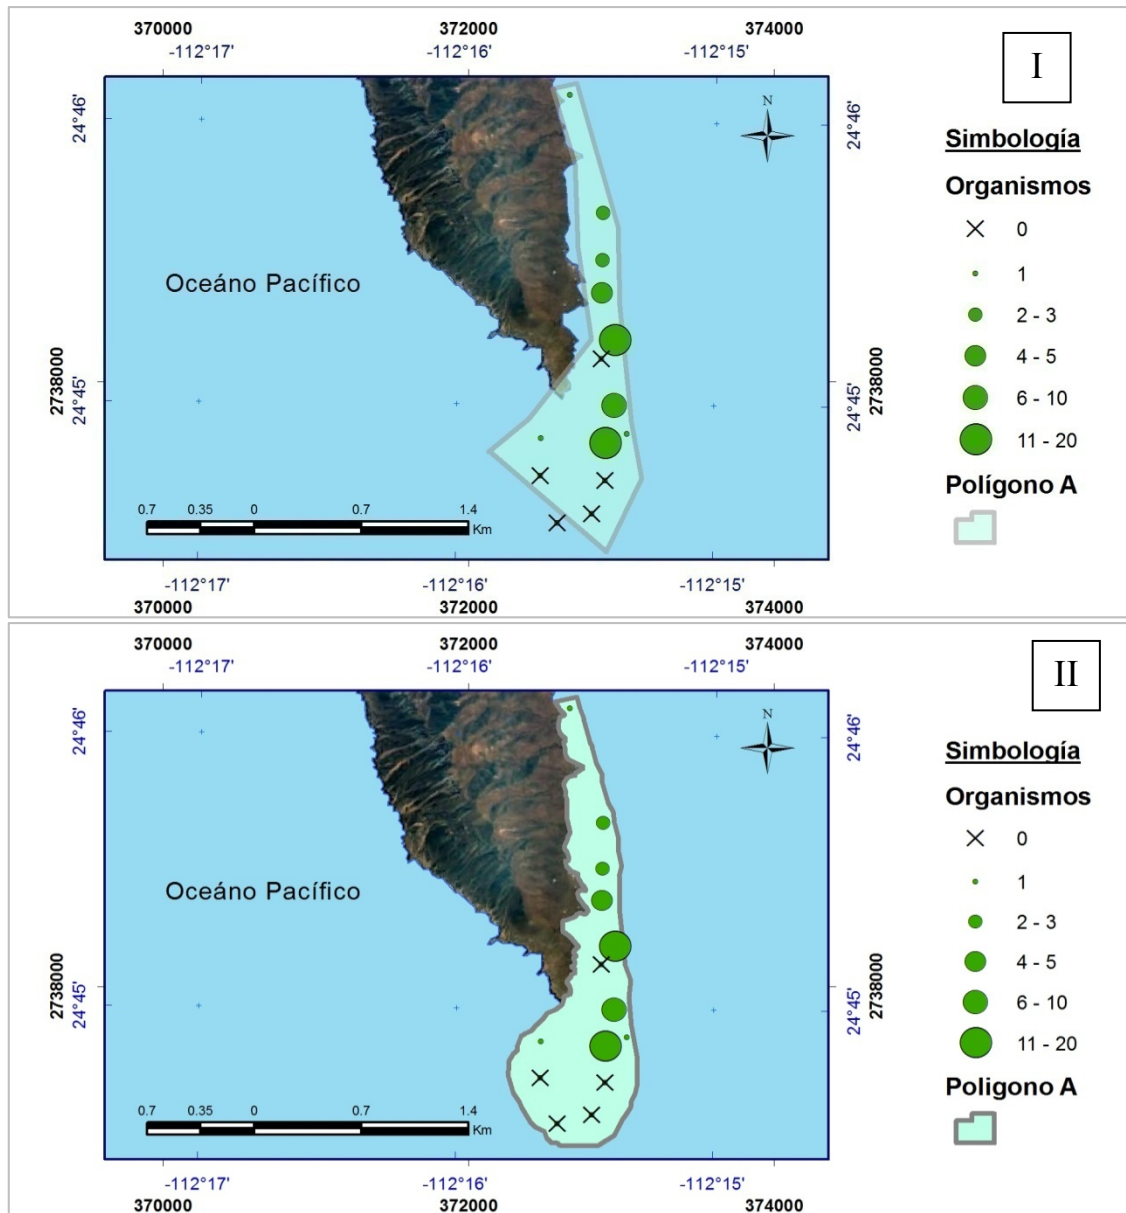 370000 372000 374000
-112°17' -112°16' -112°15'
I
24°46' 24°46'
N
Simbología
Organismos
0
1
2 - 3
4 - 5
6 - 10
11 - 20
Polígono A
Oceáno Pacífico
2738000 2738000
24°45' 24°45'
0.7 0.35 0 0.7 1.4
Km
-112°17' -112°16' -112°15'
370000 372000 374000
370000 372000 374000
-112°17' -112°16' -112°15'
II
24°46' 24°46'
N
Simbología
Organismos
0
1
2 - 3
4 - 5
6 - 10
11 - 20
Poligono A
Oceáno Pacífico
2738000 2738000
24°45' 24°45'
0.7 0.35 0 0.7 1.4
Km
-112°17' -112°16' -112°15'
370000 372000 374000